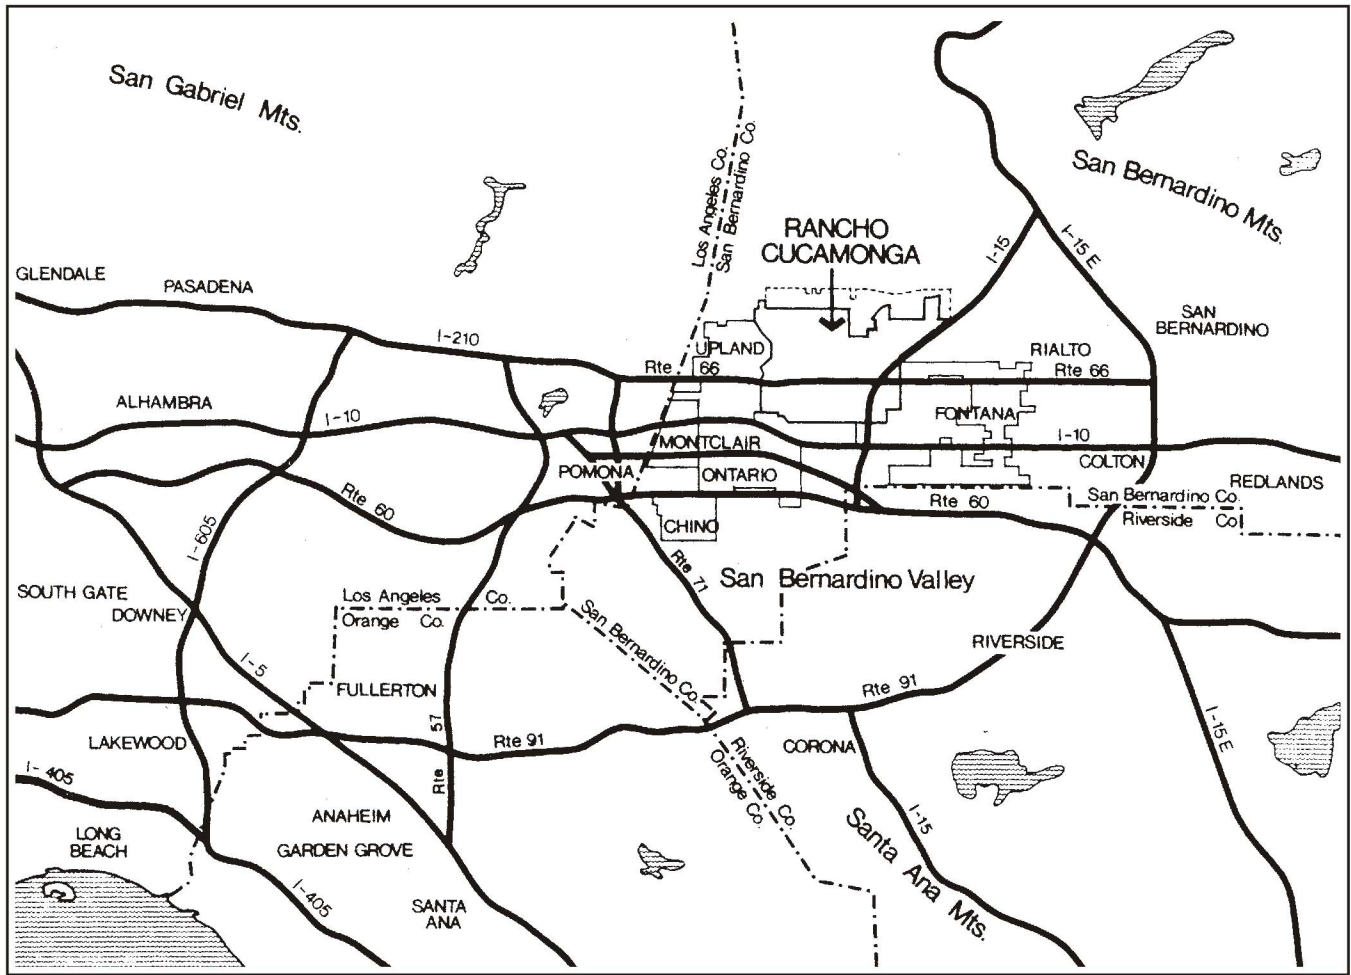 San Gabriel Mts.
San Bernardino Mts.
Los Angeles Co.
San Bernardino Co.
RANCHO
CUCAMONGA
I-15
I-15 E
GLENDALE
PASADENA
SAN
BERNARDINO
I-210
UPLAND
RIALTO
Rte 66
Rte 66
ALHAMBRA
I-10
FONTANA
MONTCLAIR
I-10
COLTON
POMONA
ONTARIO
REDLANDS
Rte 60
Rte 60
San Bernardino Co.
Riverside Co
CHINO
I-605
Rte 71
San Bernardino Valley
SOUTH GATE
DOWNEY
Los Angeles Co.
Orange Co.
San Bernardino Co.
RIVERSIDE
I-5
FULLERTON
Rte 91
Rte 57
Rte 91
LAKEWOOD
CORONA
I-15E
Riverside Co.
Orange Co.
I-405
ANAHEIM
GARDEN GROVE
LONG
BEACH
I-15
Santa Ana Mts.
I-405
SANTA
ANA